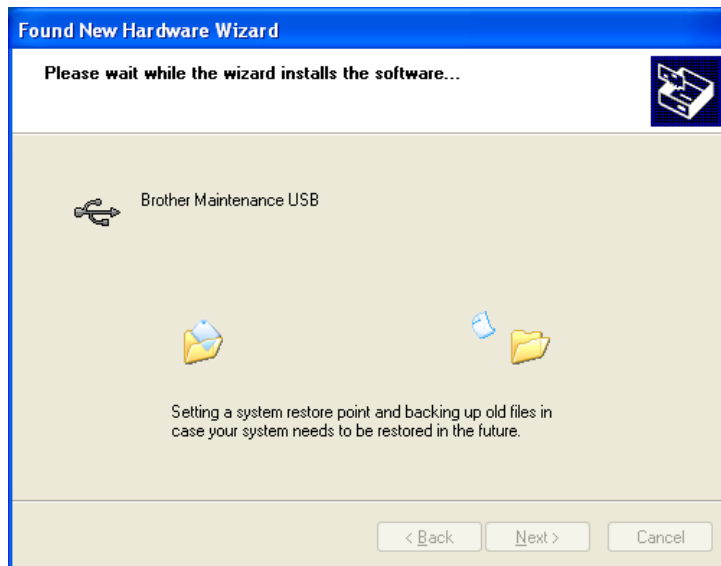 Found New Hardware Wizard
Please wait while the wizard installs the software...
Brother Maintenance USB
Setting a system restore point and backing up old files in
case your system needs to be restored in the future.
< Back
Next >
Cancel